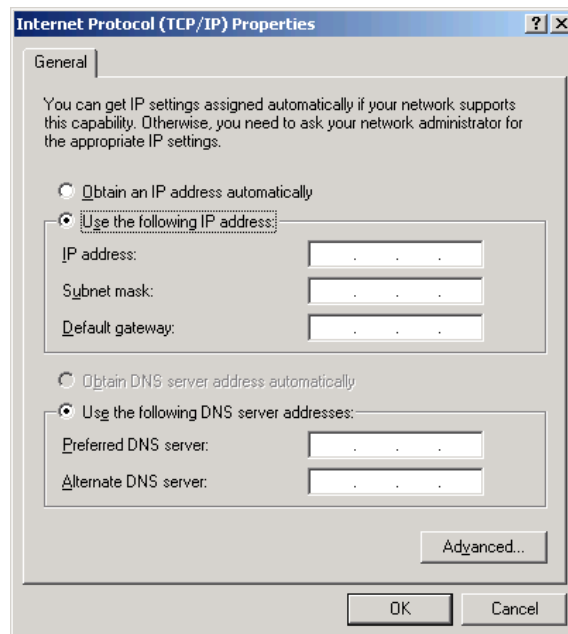 Internet Protocol (TCP/IP) Properties
General
You can get IP settings assigned automatically if your network supports
this capability. Otherwise, you need to ask your network administrator for
the appropriate IP settings.
Obtain an IP address automatically
Use the following IP address:
IP address:
Subnet mask:
Default gateway:
Obtain DNS server address automatically
Use the following DNS server addresses:
Preferred DNS server:
Alternate DNS server:
Advanced...
OK Cancel